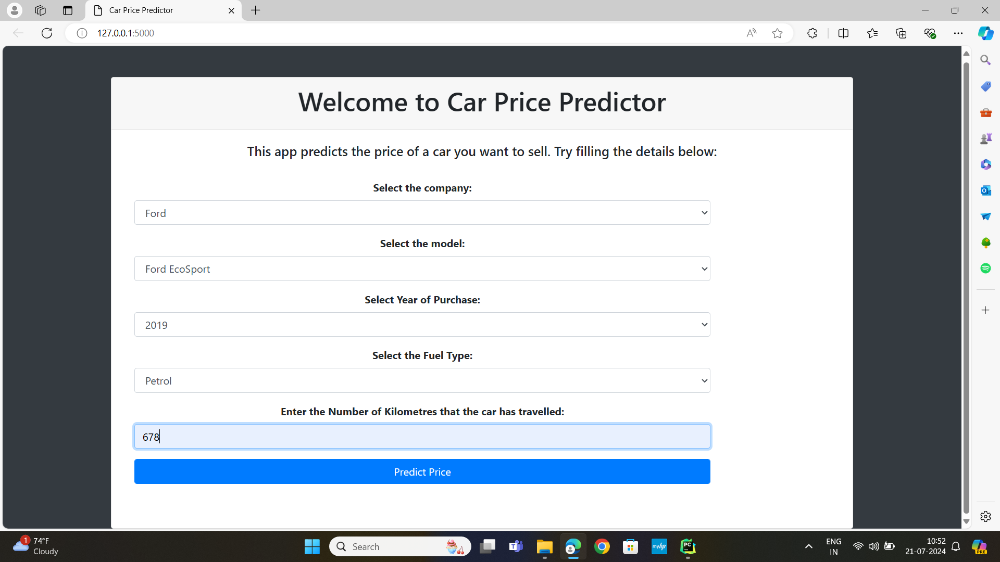 Car Price Predictor
127.0.0.1:5000
Welcome to Car Price Predictor
This app predicts the price of a car you want to sell. Try filling the details below:
Select the company:
Ford
Select the model:
Ford EcoSport
Select Year of Purchase:
2019
Select the Fuel Type:
Petrol
Enter the Number of Kilometres that the car has travelled:
678
Predict Price
1
74°F
Cloudy
Search
T
myhp
PC
ENG
IN
10:52
21-07-2024
PRE